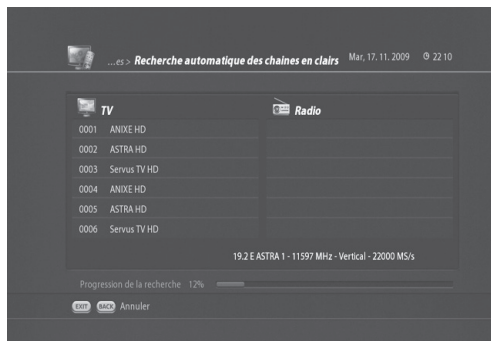 ...es > Recherche automatique des chaines en clairs Mar, 17. 11. 2009 22 10
TV Radio
0001 ANIXE HD
0002 ASTRA HD
0003 Servus TV HD
0004 ANIXE HD
0005 ASTRA HD
0006 Servus TV HD
19.2 E ASTRA 1 - 11597 MHz - Vertical - 22000 MS/s
Progression de la recherche 12%
EXIT BACK Annuler